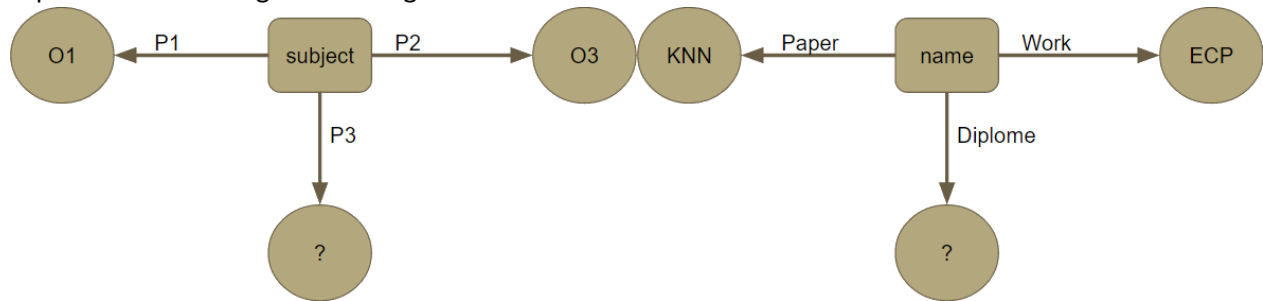 P1
P2
Paper
Work
O1
subject
O3
KNN
name
ECP
P3
Diplome
?
?